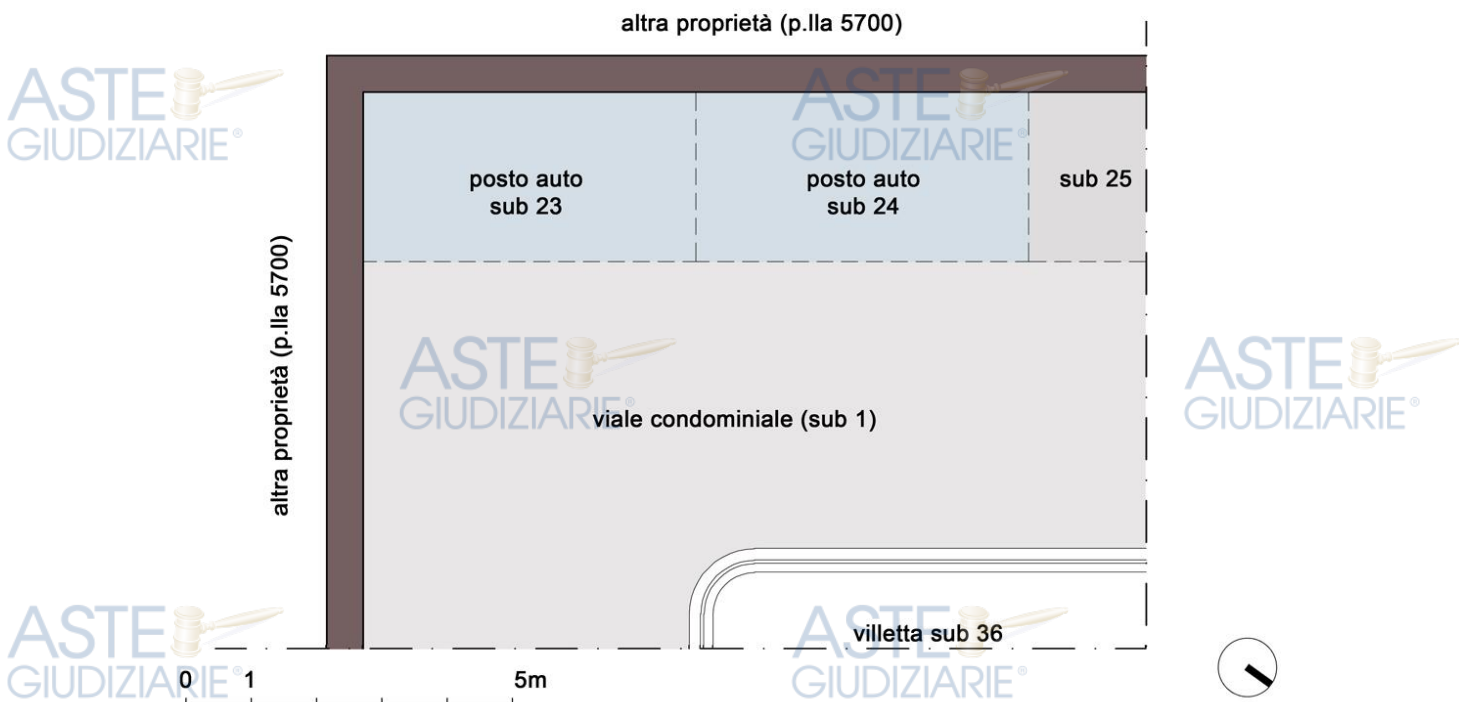 altra proprietà (p.lla 5700)
ASTE
GIUDIZIARIE®
ASTE
GIUDIZIARIE®
posto auto
sub 23
posto auto
sub 24
sub 25
altra proprietà (p.lla 5700)
ASTE
GIUDIZIARIE®
viale condominiale (sub 1)
ASTE
GIUDIZIARIE®
ASTE
GIUDIZIARIE®
villetta sub 36
ASTE
GIUDIZIARIE®
0 1 5m